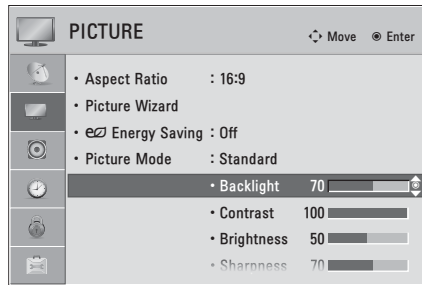 PICTURE
Move Enter
• Aspect Ratio : 16:9
• Picture Wizard
• Energy Saving : Off
• Picture Mode : Standard
• Backlight 70
• Contrast 100
• Brightness 50
• Sharpness 70